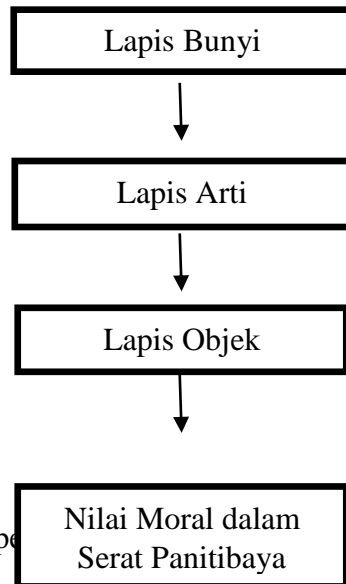 Lapis Bunyi
Lapis Arti
Lapis Objek
Nilai Moral dalam
Serat Panitibaya